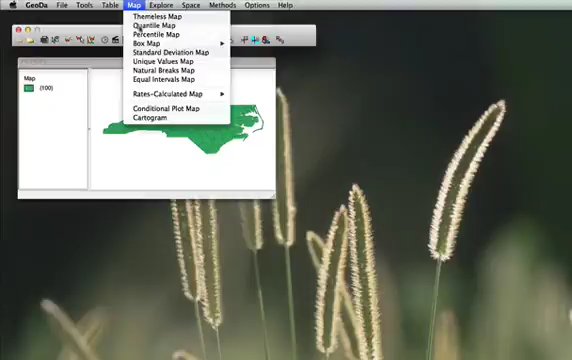 GeoDa File Tools Table Map Explore Space Methods Options Help
Themeless Map
Quantile Map
Percentile Map
Box Map
Standard Deviation Map
Unique Values Map
Natural Breaks Map
Equal Intervals Map
Rates-Calculated Map
Conditional Plot Map
Cartogram
Map
(100)